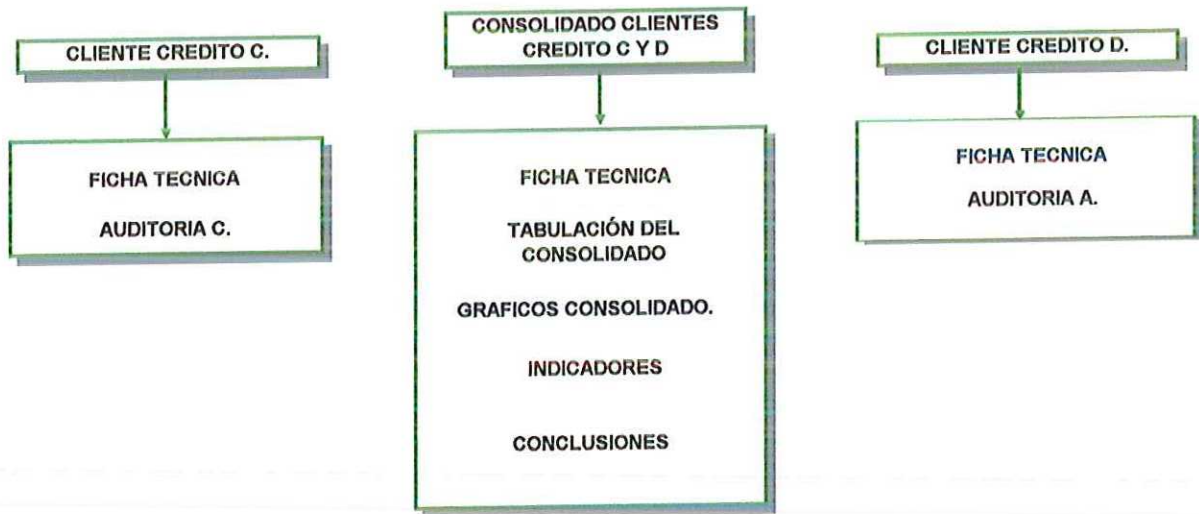 CLIENTE CREDITO C.
FICHA TECNICA
AUDITORIA C.
CONSOLIDADO CLIENTES
CREDITO C Y D
FICHA TECNICA
TABULACIÓN DEL
CONSOLIDADO
GRAFICOS CONSOLIDADO.
INDICADORES
CONCLUSIONES
CLIENTE CREDITO D.
FICHA TECNICA
AUDITORIA A.